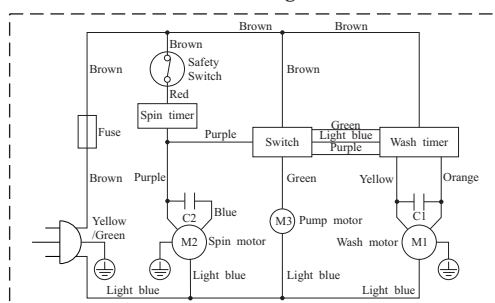 Brown
Brown
Brown
Brown
Safety
Switch
Brown
Brown
Red
Spin timer
Fuse
Purple
Switch
Green
Light blue
Purple
Wash timer
Brown
Purple
Green
Yellow
Orange
Yellow
/Green
C2
Blue
M3
Pump motor
C1
M2
Spin motor
Wash motor
M1
Light blue
Light blue
Light blue
Light blue